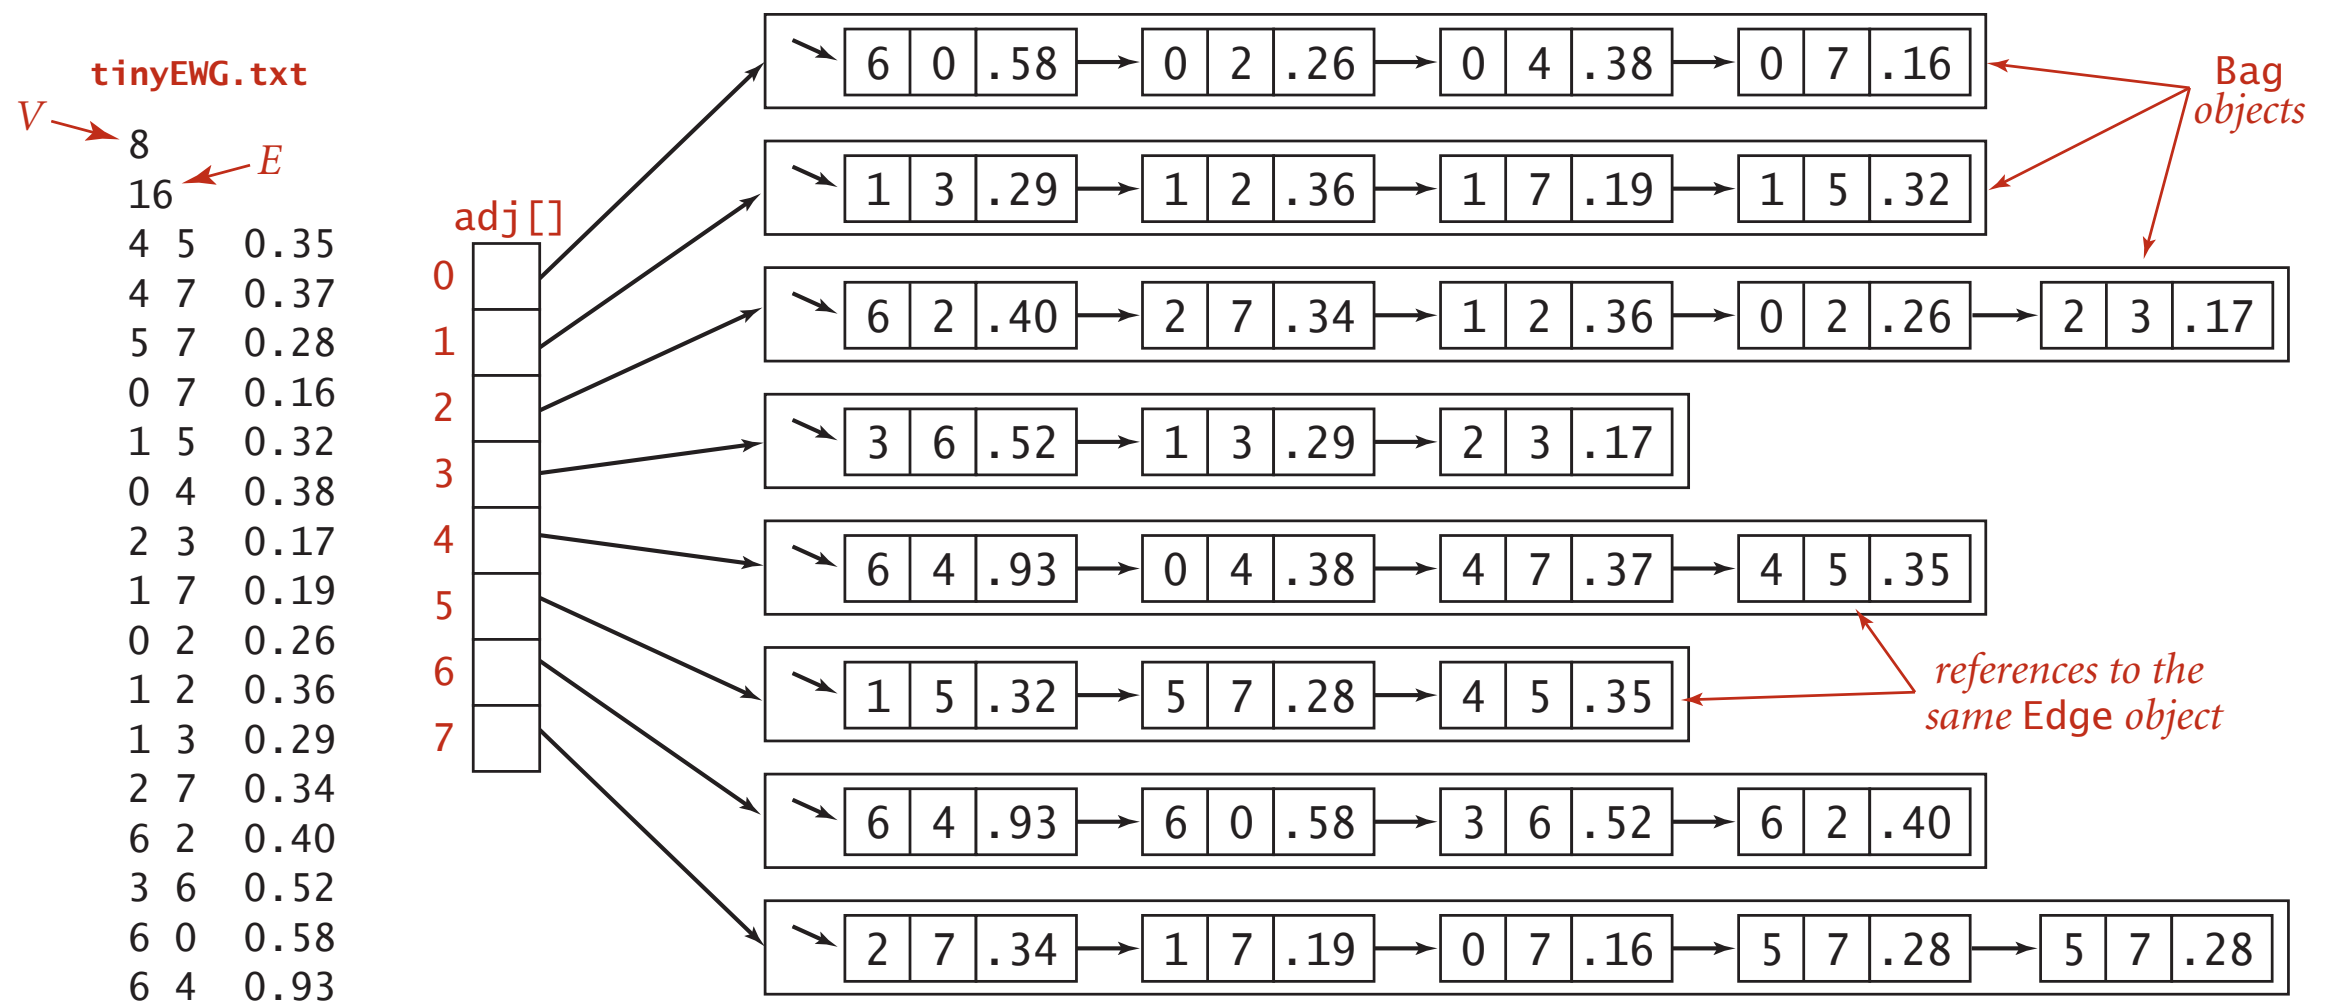 tinyEWG.txt
V
8
E
16
4 5 0.35
4 7 0.37
5 7 0.28
0 7 0.16
1 5 0.32
0 4 0.38
2 3 0.17
1 7 0.19
0 2 0.26
1 2 0.36
1 3 0.29
2 7 0.34
6 2 0.40
3 6 0.52
6 0 0.58
6 4 0.93
adj[]
0
1
2
3
4
5
6
7
6 0 .58 0 2 .26 0 4 .38 0 7 .16
1 3 .29 1 2 .36 1 7 .19 1 5 .32
6 2 .40 2 7 .34 1 2 .36 0 2 .26 2 3 .17
3 6 .52 1 3 .29 2 3 .17
6 4 .93 0 4 .38 4 7 .37 4 5 .35
1 5 .32 5 7 .28 4 5 .35
6 4 .93 6 0 .58 3 6 .52 6 2 .40
2 7 .34 1 7 .19 0 7 .16 5 7 .28 5 7 .28
Bag
objects
references to the
same Edge object